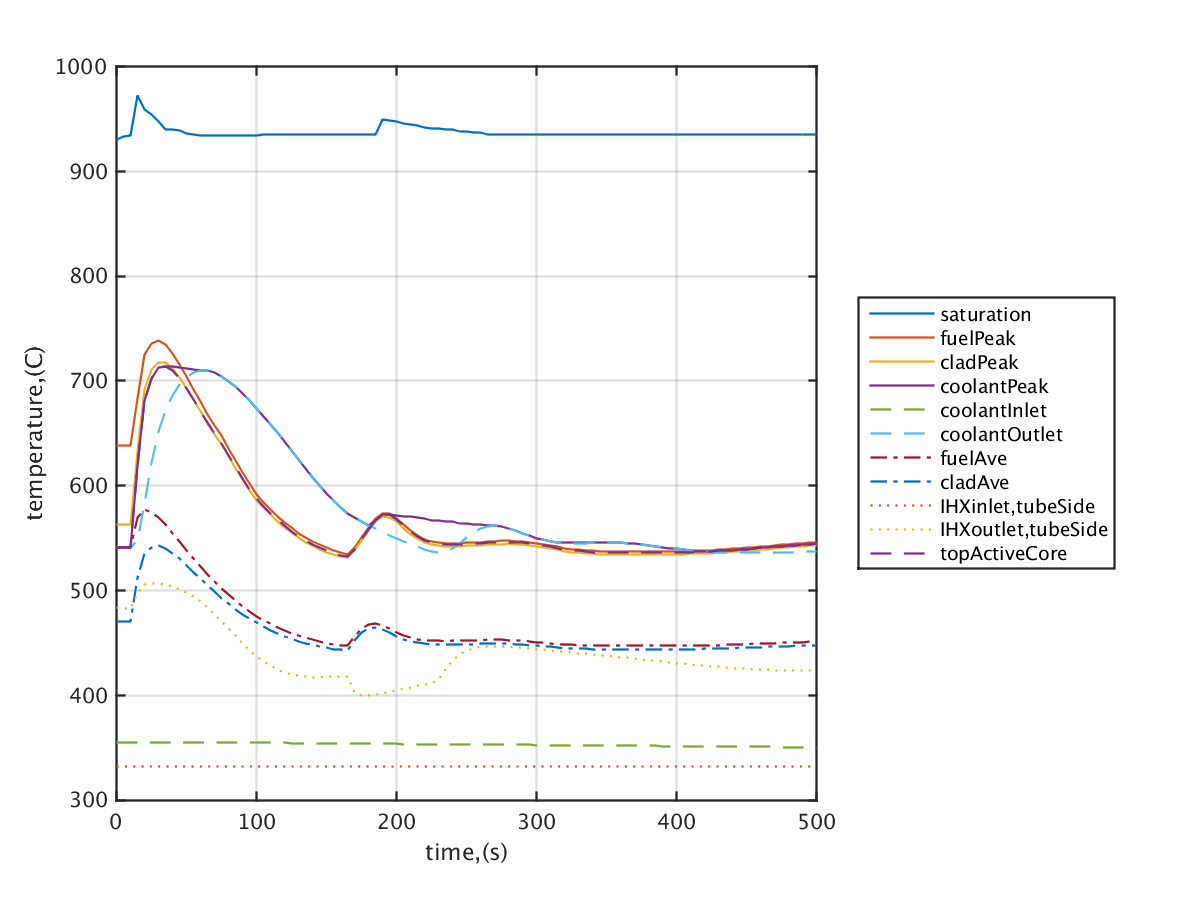 1000
900
800
700
600
500
400
300
0 100 200 300 400 500
temperature,(C)
time,(s)
saturation
fuelPeak
cladPeak
coolantPeak
coolantInlet
coolantOutlet
fuelAve
cladAve
IHXinlet,tubeSide
IHXoutlet,tubeSide
topActiveCore